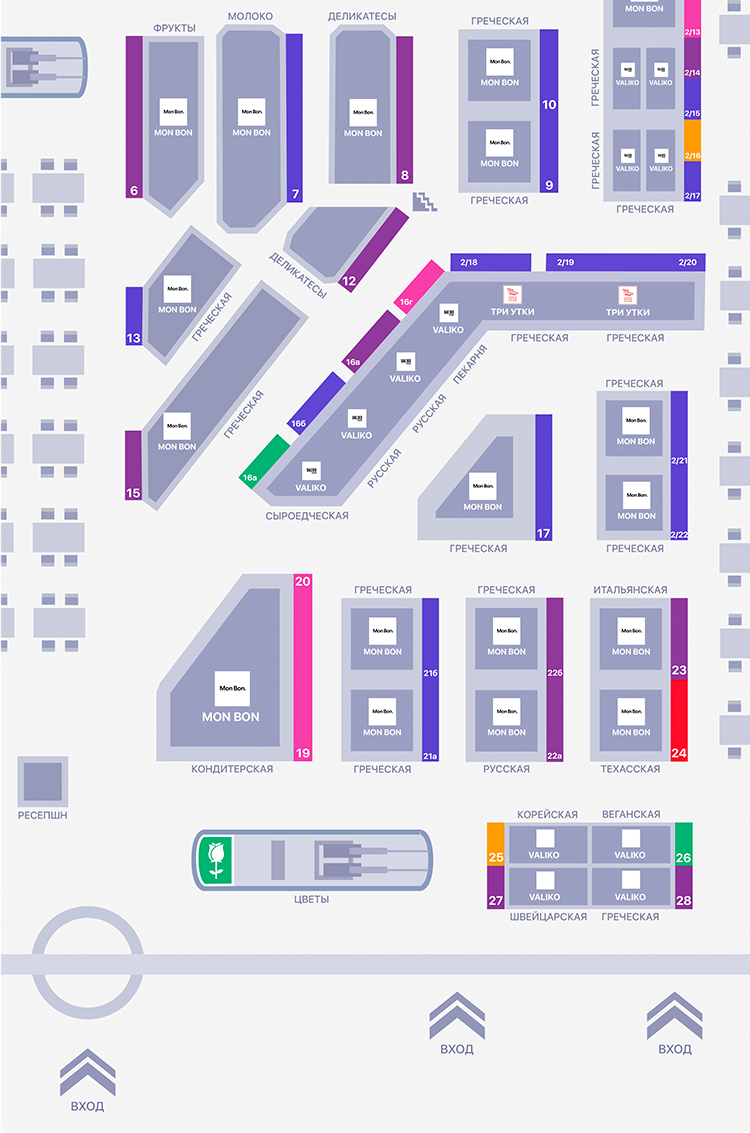 МОЛОКО
ДЕЛИКАТЕСЫ
ГРЕЧЕСКАЯ
ФРУКТЫ
MON BON
2/13
Mon Bon.
MON BON
6
Mon Bon.
MON BON
7
Mon Bon.
MON BON
8
Mon Bon.
MON BON
10
Mon Bon.
MON BON
9
ГРЕЧЕСКАЯ
ГРЕЧЕСКАЯ
VALIKO
VALIKO
2/14
2/15
ГРЕЧЕСКАЯ
VALIKO
VALIKO
2/16
2/17
ГРЕЧЕСКАЯ
ДЕЛИКАТЕСЫ
12
Mon Bon.
MON BON
13
ГРЕЧЕСКАЯ
Mon Bon.
MON BON
15
ГРЕЧЕСКАЯ
2/18
2/19
2/20
16г
VALIKO
ТРИ УТКИ
ТРИ УТКИ
ГРЕЧЕСКАЯ
ГРЕЧЕСКАЯ
16в
VALIKO
ПЕКАРНЯ
16б
VALIKO
РУССКАЯ
16а
VALIKO
РУССКАЯ
СЫРОЕДЧЕСКАЯ
Mon Bon.
MON BON
17
ГРЕЧЕСКАЯ
ГРЕЧЕСКАЯ
Mon Bon.
MON BON
2/21
Mon Bon.
MON BON
2/22
ГРЕЧЕСКАЯ
20
Mon Bon.
MON BON
19
КОНДИТЕРСКАЯ
ГРЕЧЕСКАЯ
Mon Bon.
MON BON
21б
Mon Bon.
MON BON
21а
ГРЕЧЕСКАЯ
ГРЕЧЕСКАЯ
Mon Bon.
MON BON
22б
Mon Bon.
MON BON
22а
РУССКАЯ
ИТАЛЬЯНСКАЯ
Mon Bon.
MON BON
23
Mon Bon.
MON BON
24
ТЕХАССКАЯ
РЕСЕПШН
ЦВЕТЫ
КОРЕЙСКАЯ
ВЕГАНСКАЯ
25
VALIKO
VALIKO
26
27
VALIKO
VALIKO
28
ШВЕЙЦАРСКАЯ
ГРЕЧЕСКАЯ
ВХОД
ВХОД
ВХОД